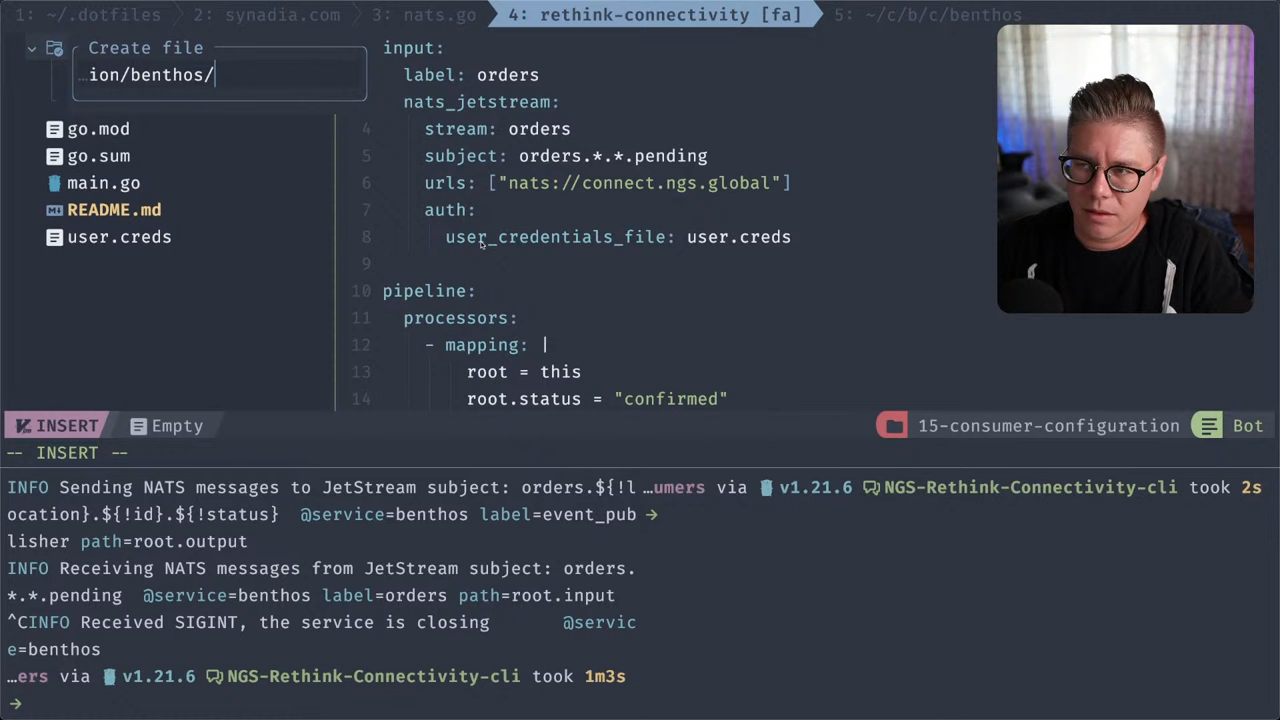 1: ~/.dotfiles
2: synadia.com
3: nats.go
4: rethink-connectivity [fa]
5: ~/c/b/c/benthos
Create file
…ion/benthos/
go.mod
go.sum
main.go
README.md
user.creds
input:
label: orders
nats_jetstream:
4 stream: orders
5 subject: orders.*.*.pending
6 urls: ["nats://connect.ngs.global"]
7 auth:
8 user_credentials_file: user.creds
9
10 pipeline:
11 processors:
12 - mapping: |
13 root = this
14 root.status = "confirmed"
INSERT Empty
15-consumer-configuration Bot
-- INSERT --
INFO Sending NATS messages to JetStream subject: orders.${!l
ocation}.${!id}.${!status} @service=benthos label=event_pub
lisher path=root.output
INFO Receiving NATS messages from JetStream subject: orders.
*.*.pending @service=benthos label=orders path=root.input
^CINFO Received SIGINT, the service is closing @servic
e=benthos
…ers via v1.21.6 NGS-Rethink-Connectivity-cli took 1m3s
→
…umers via v1.21.6 NGS-Rethink-Connectivity-cli took 2s
→